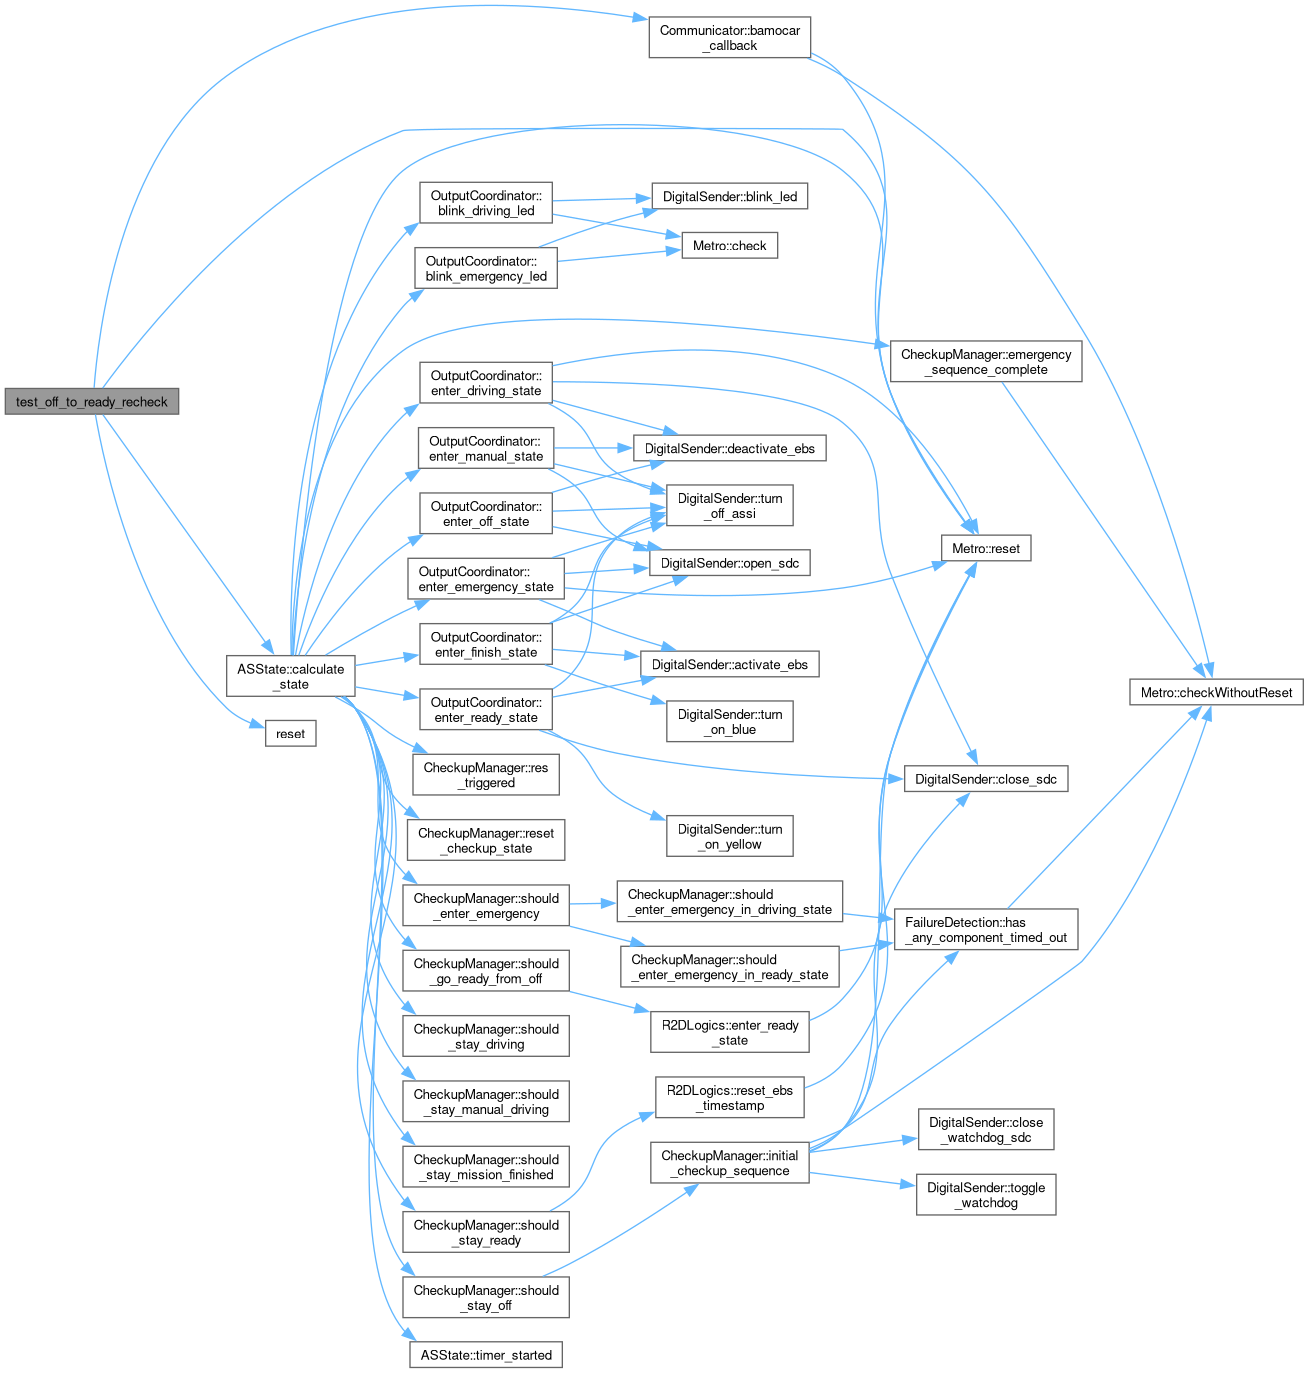 Communicator::bamocar
_callback
OutputCoordinator::
blink_driving_led
DigitalSender::blink_led
Metro::check
OutputCoordinator::
blink_emergency_led
CheckupManager::emergency
_sequence_complete
OutputCoordinator::
enter_driving_state
test_off_to_ready_recheck
OutputCoordinator::
enter_manual_state
DigitalSender::deactivate_ebs
OutputCoordinator::
enter_off_state
DigitalSender::turn
_off_assi
Metro::reset
OutputCoordinator::
enter_emergency_state
DigitalSender::open_sdc
OutputCoordinator::
enter_finish_state
DigitalSender::activate_ebs
ASState::calculate
_state
Metro::checkWithoutReset
OutputCoordinator::
enter_ready_state
DigitalSender::turn
_on_blue
reset
CheckupManager::res
_triggered
DigitalSender::close_sdc
CheckupManager::reset
_checkup_state
DigitalSender::turn
_on_yellow
CheckupManager::should
_enter_emergency
CheckupManager::should
_enter_emergency_in_driving_state
FailureDetection::has
_any_component_timed_out
CheckupManager::should
_go_ready_from_off
CheckupManager::should
_enter_emergency_in_ready_state
CheckupManager::should
_stay_driving
R2DLogics::enter_ready
_state
CheckupManager::should
_stay_manual_driving
R2DLogics::reset_ebs
_timestamp
DigitalSender::close
_watchdog_sdc
CheckupManager::should
_stay_mission_finished
CheckupManager::initial
_checkup_sequence
DigitalSender::toggle
_watchdog
CheckupManager::should
_stay_ready
CheckupManager::should
_stay_off
ASState::timer_started